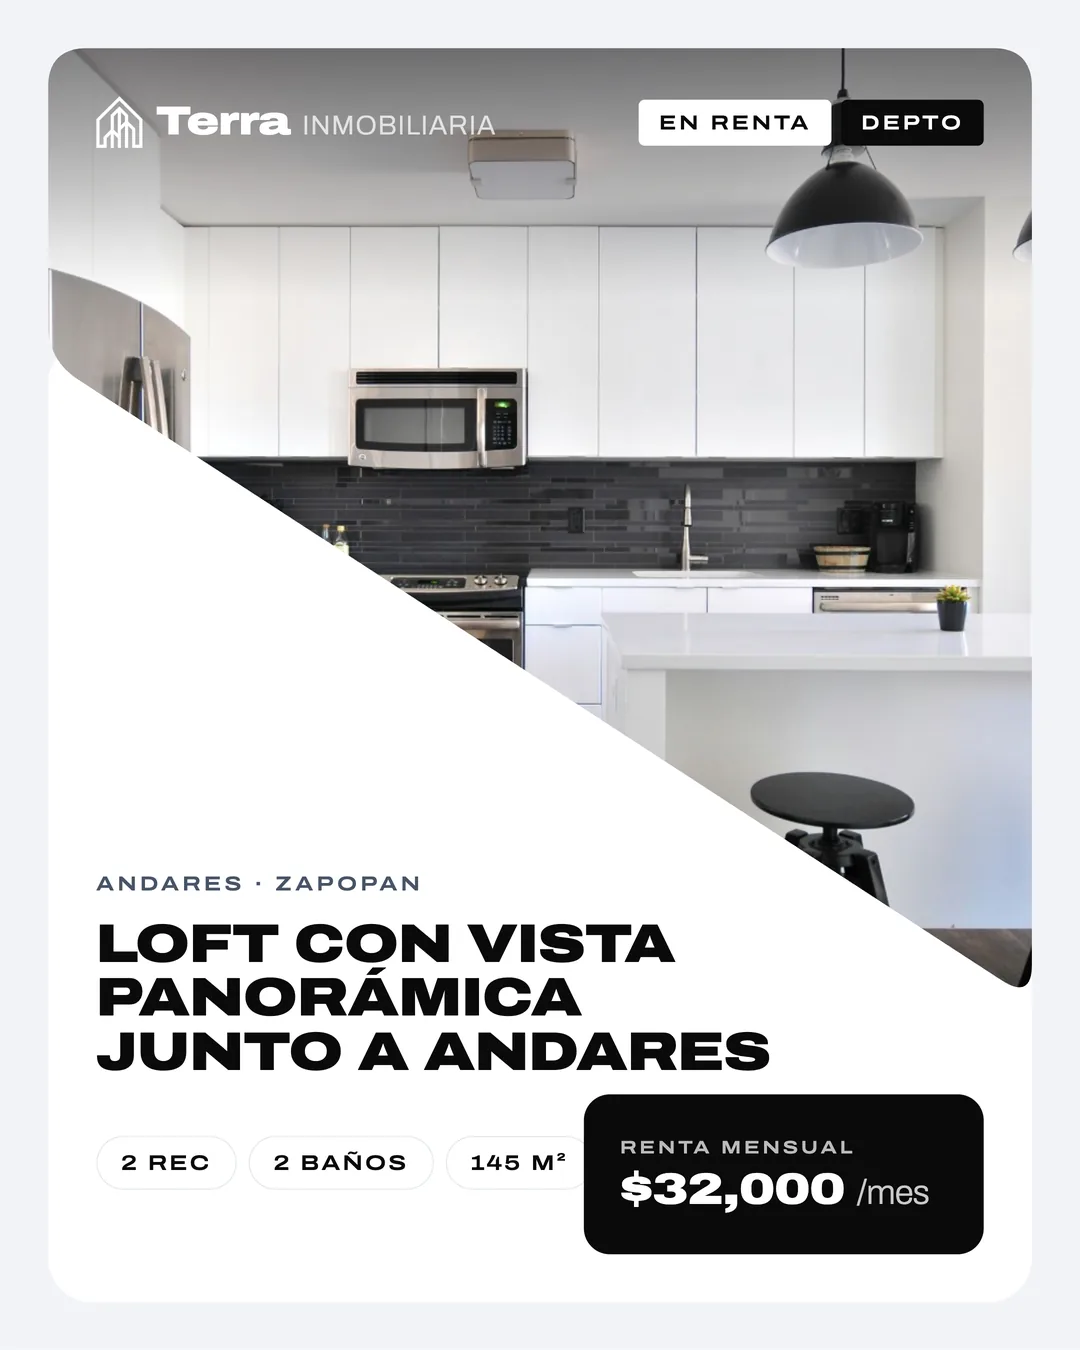 Terra INMOBILIARIA
EN RENTA
DEPTO
ANDARES · ZAPOPAN
LOFT CON VISTA
PANORÁMICA
JUNTO A ANDARES
2 REC
2 BAÑOS
145 M²
RENTA MENSUAL
$32,000 /mes